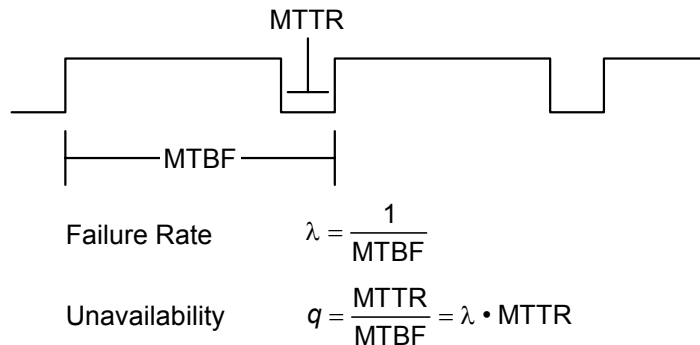 MTTR
MTBF
Failure Rate λ = 1 / MTBF
Unavailability q = MTTR / MTBF = λ • MTTR